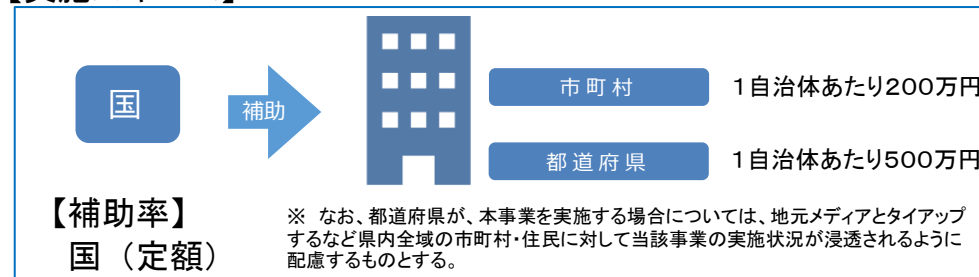 国
補助
市町村
1自治体あたり200万円
都道府県
1自治体あたり500万円
【補助率】
国（定額）
※ なお、都道府県が、本事業を実施する場合については、地元メディアとタイアップ
するなど県内全域の市町村・住民に対して当該事業の実施状況が浸透されるように
配慮するものとする。